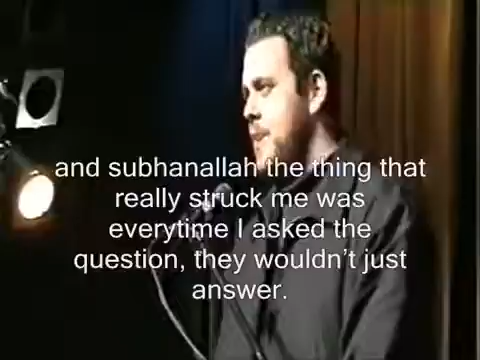 and subhanallah the thing that
really struck me was
everytime I asked the
question, they wouldn't just
answer.